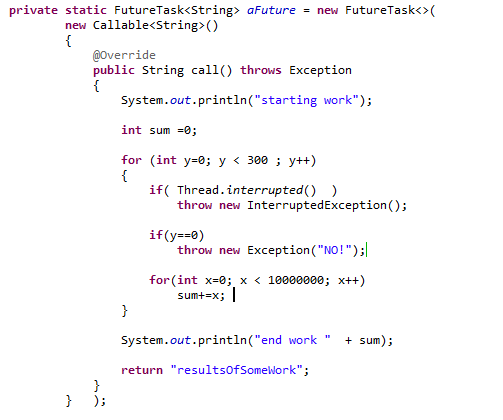 private static FutureTask<String> aFuture = new FutureTask<>(
new Callable<String>()
{
@Override
public String call() throws Exception
{
System.out.println("starting work");
int sum =0;
for (int y=0; y < 300 ; y++)
{
if( Thread.interrupted()  )
throw new InterruptedException();
if(y==0)
throw new Exception("NO!");
for(int x=0; x < 10000000; x++)
sum+=x;
}
System.out.println("end work "  + sum);
return "resultsOfSomeWork";
}
}   );